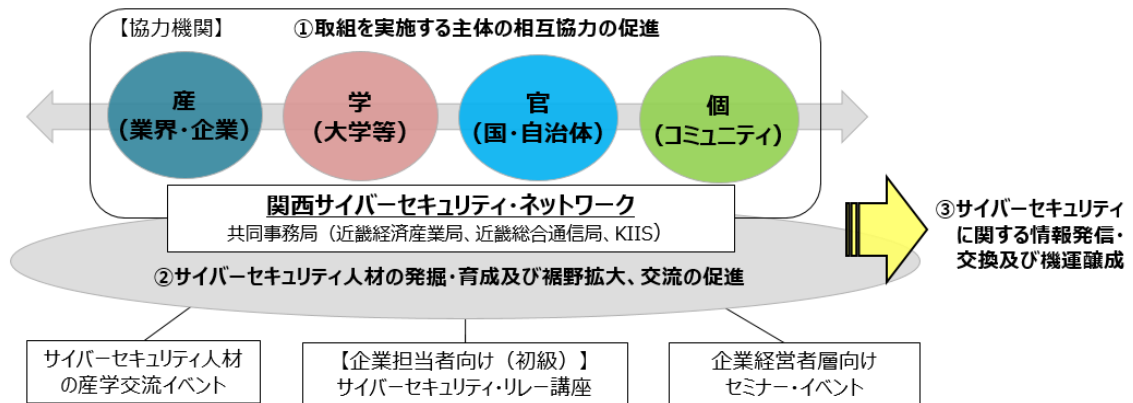 【協力機関】 ①取組を実施する主体の相互協力の促進
産
(業界・企業)
学
(大学等)
官
(国・自治体)
個
(コミュニティ)
関西サイバーセキュリティ・ネットワーク
共同事務局（近畿経済産業局、近畿総合通信局、KIIS）
②サイバーセキュリティ人材の発掘・育成及び裾野拡大、交流の促進
③サイバーセキュリティ
に関する情報発信・
交換及び機運醸成
サイバーセキュリティ人材
の産学交流イベント
【企業担当者向け（初級）】
サイバーセキュリティ・リレー講座
企業経営者層向け
セミナー・イベント